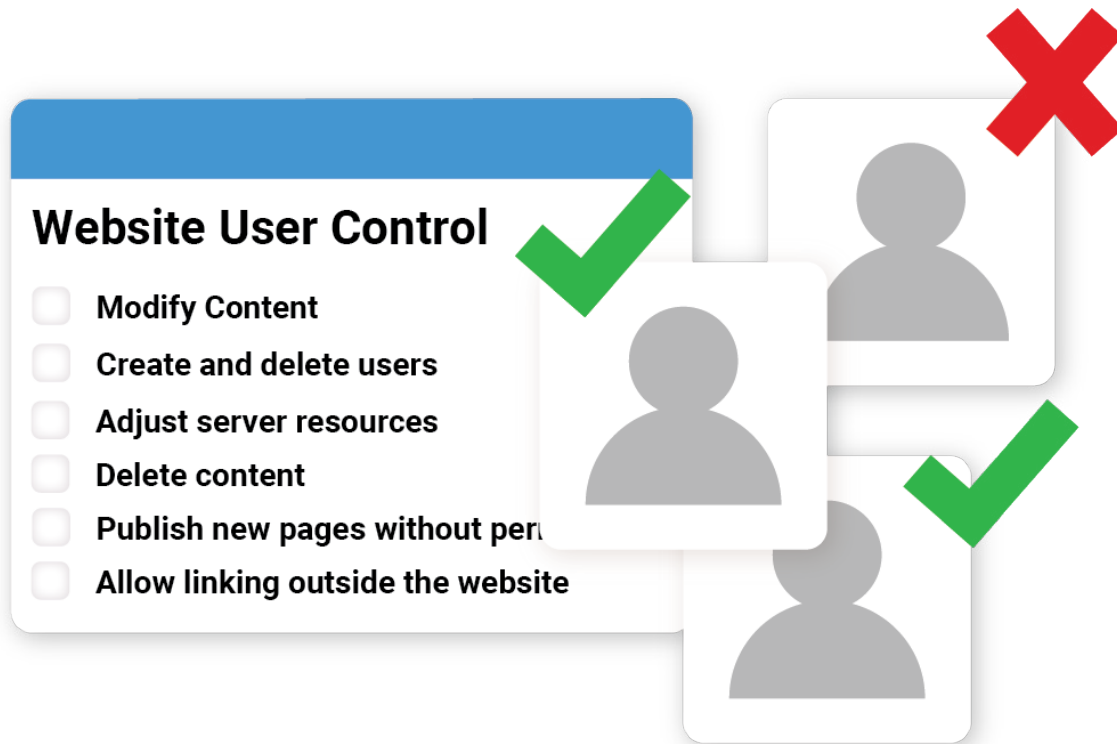 Website User Control
Modify Content
Create and delete users
Adjust server resources
Delete content
Publish new pages without
Allow linking outside the website